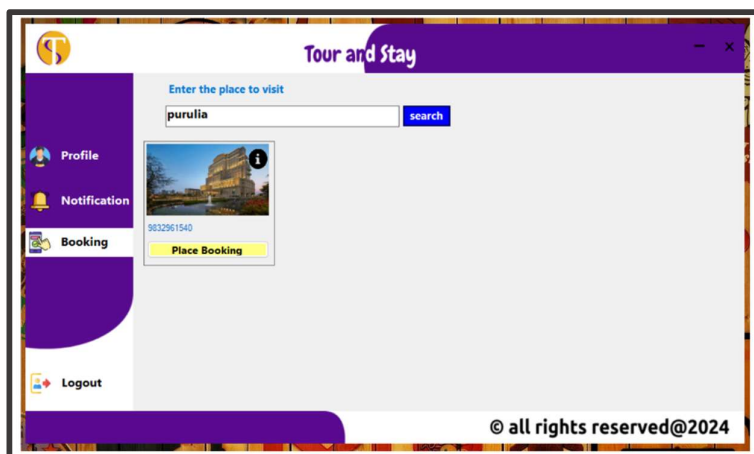 Tour and Stay
Enter the place to visit
purulia
search
Profile
Notification
Booking
Logout
9832961540
Place Booking
© all rights reserved@2024